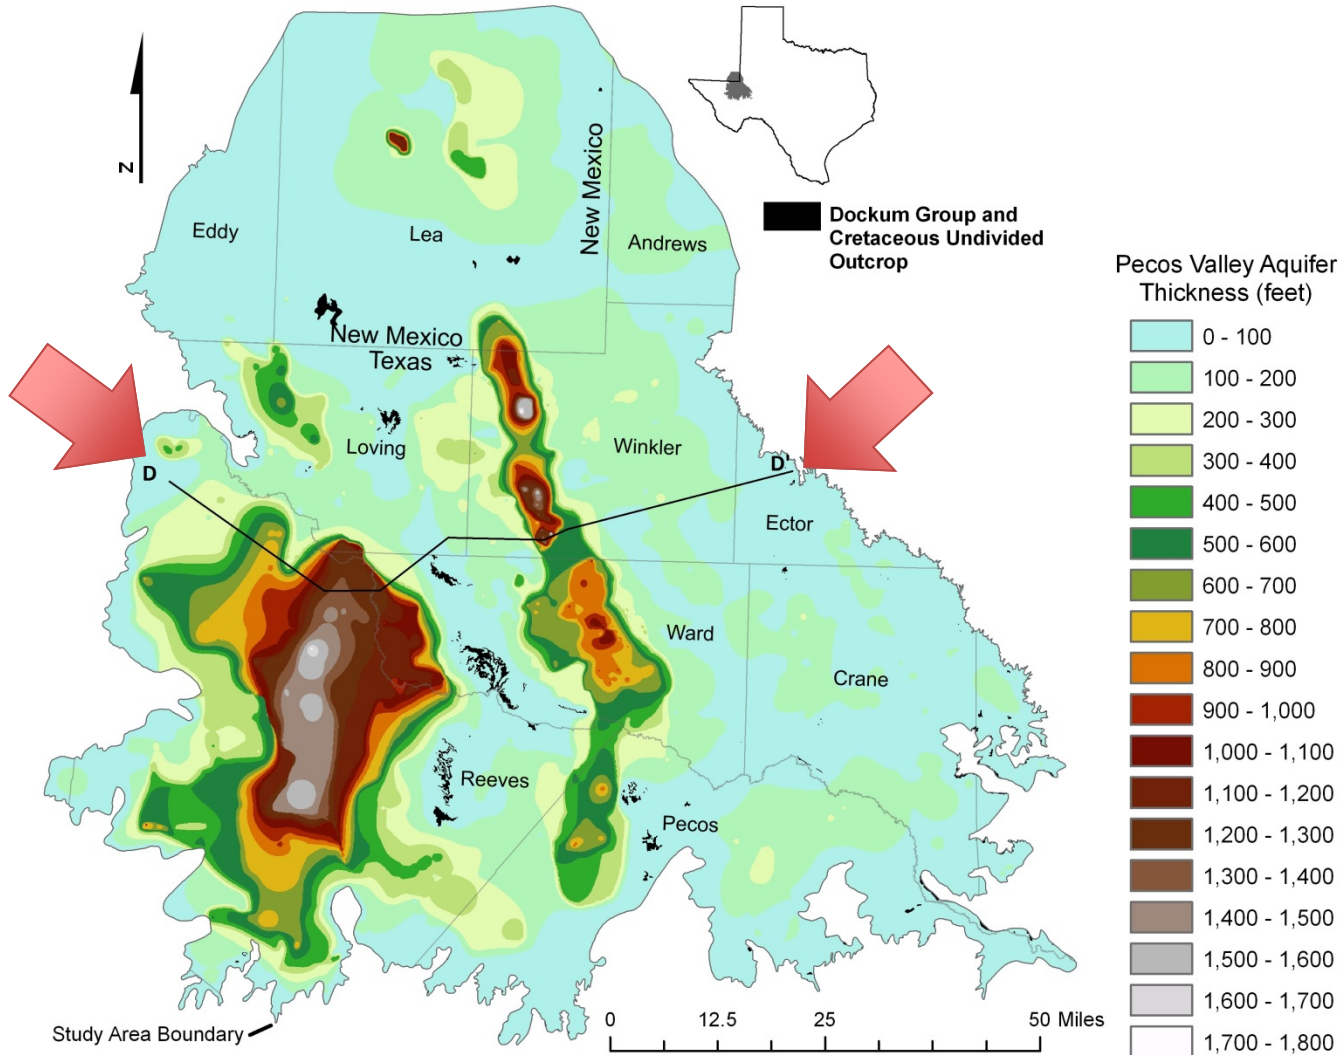 N
New Mexico
Dockum Group and
Cretaceous Undivided
Outcrop
Eddy
Lea
Andrews
Pecos Valley Aquifer
Thickness (feet)
0 - 100
100 - 200
200 - 300
300 - 400
400 - 500
500 - 600
600 - 700
700 - 800
800 - 900
900 - 1,000
1,000 - 1,100
1,100 - 1,200
1,200 - 1,300
1,300 - 1,400
1,400 - 1,500
1,500 - 1,600
1,600 - 1,700
1,700 - 1,800
New Mexico
Texas
Loving
Winkler
D
D'
Ector
Ward
Crane
Reeves
Pecos
Study Area Boundary
0 12.5 25 50 Miles